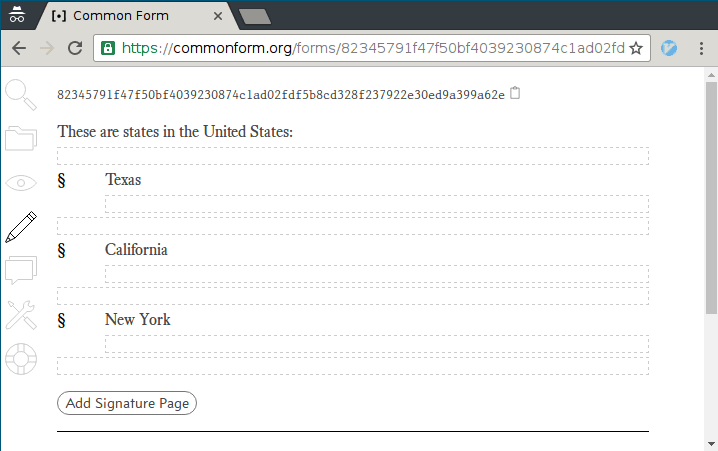 [•] Common Form
https://commonform.org/forms/82345791f47f50bf4039230874c1ad02fd
82345791f47f50bf4039230874c1ad02fdf5b8cd328f237922e30ed9a399a62e
These are states in the United States:
§ Texas
§ California
§ New York
Add Signature Page